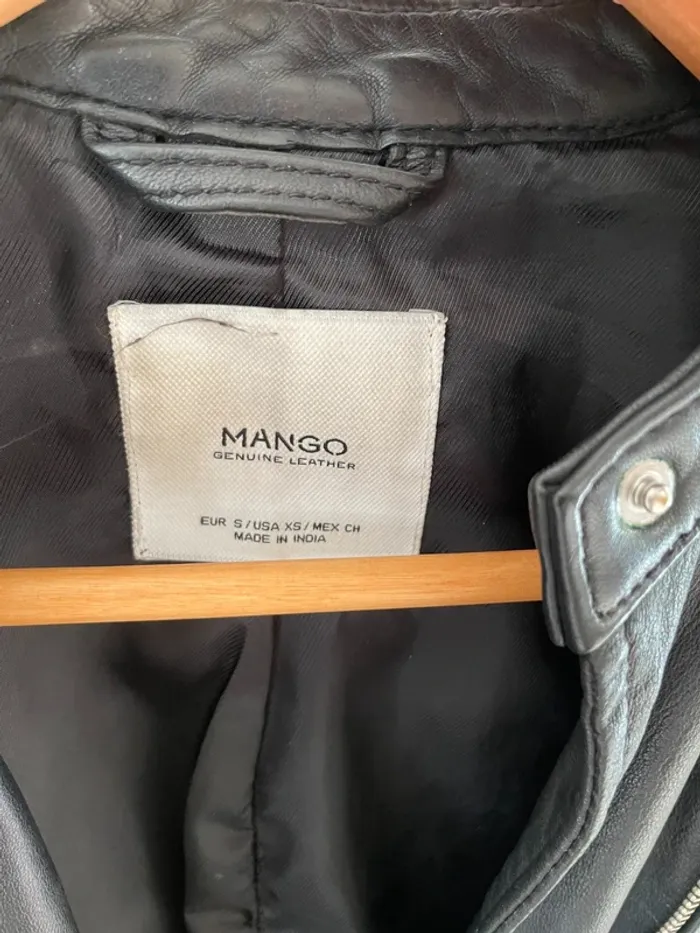 MANGO
GENUINE LEATHER
EUR S / USA XS / MEX CH
MADE IN INDIA